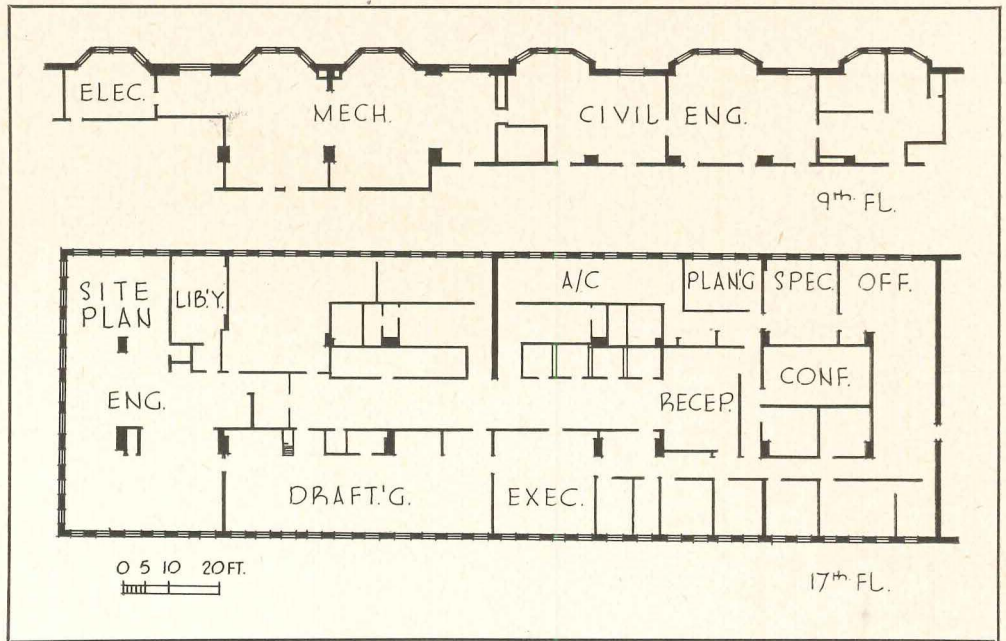 ELEC.
MECH.
CIVIL ENG.
9th. FL.
SITE
PLAN
LIB'Y.
A/C
PLAN'G
SPEC.
OFF.
ENG.
RECEP.
CONF.
DRAFT.'G.
EXEC.
0 5 10 20 FT.
17th. FL.